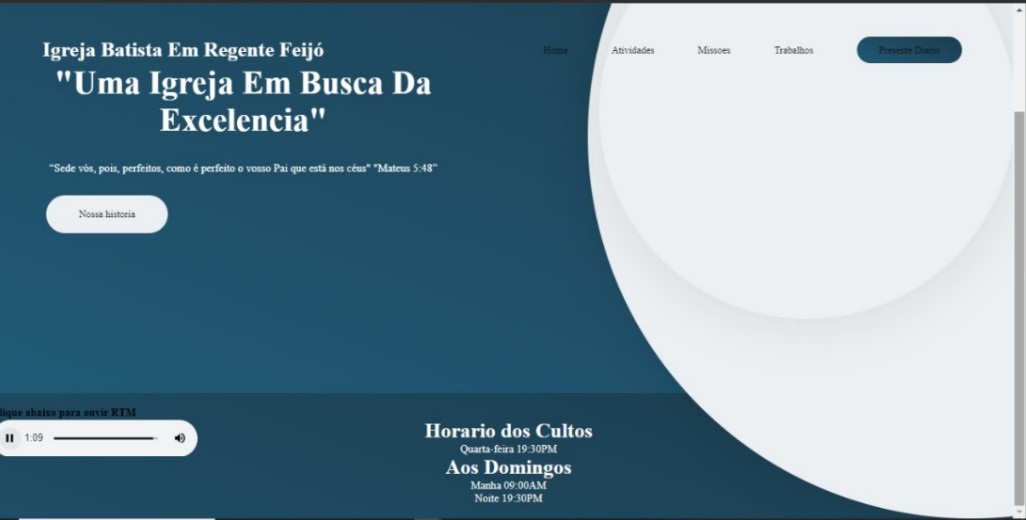 Igreja Batista Em Regente Feijó
Home
Atividades
Missoes
Trabalhos
Presente Diario
"Uma Igreja Em Busca Da
Excelencia"
"Sede vós, pois, perfeitos, como é perfeito o vosso Pai que está nos céus" "Mateus 5:48"
Nossa historia
lique abaixo para ouvir RTM
1:09
Horario dos Cultos
Quarta-feira 19:30PM
Aos Domingos
Manha 09:00AM
Noite 19:30PM